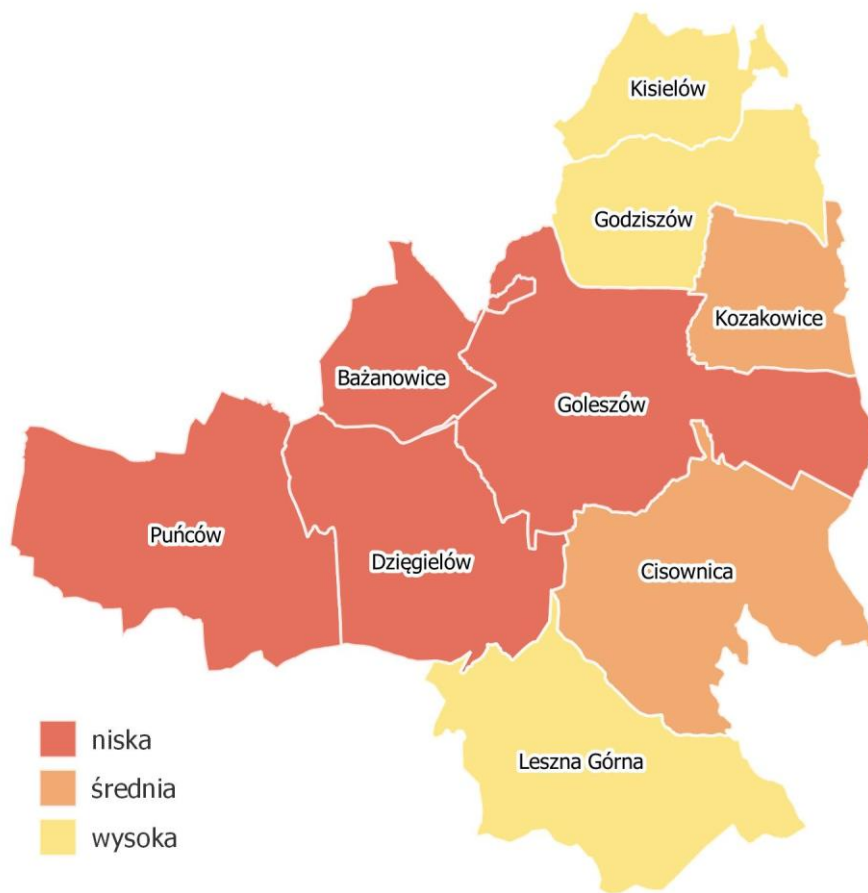 Kisielów
Godziszów
Kozakowice
Bażanowice
Goleszów
Puńców
Dzięgielów
Cisownica
Leszna Górna
niska
średnia
wysoka